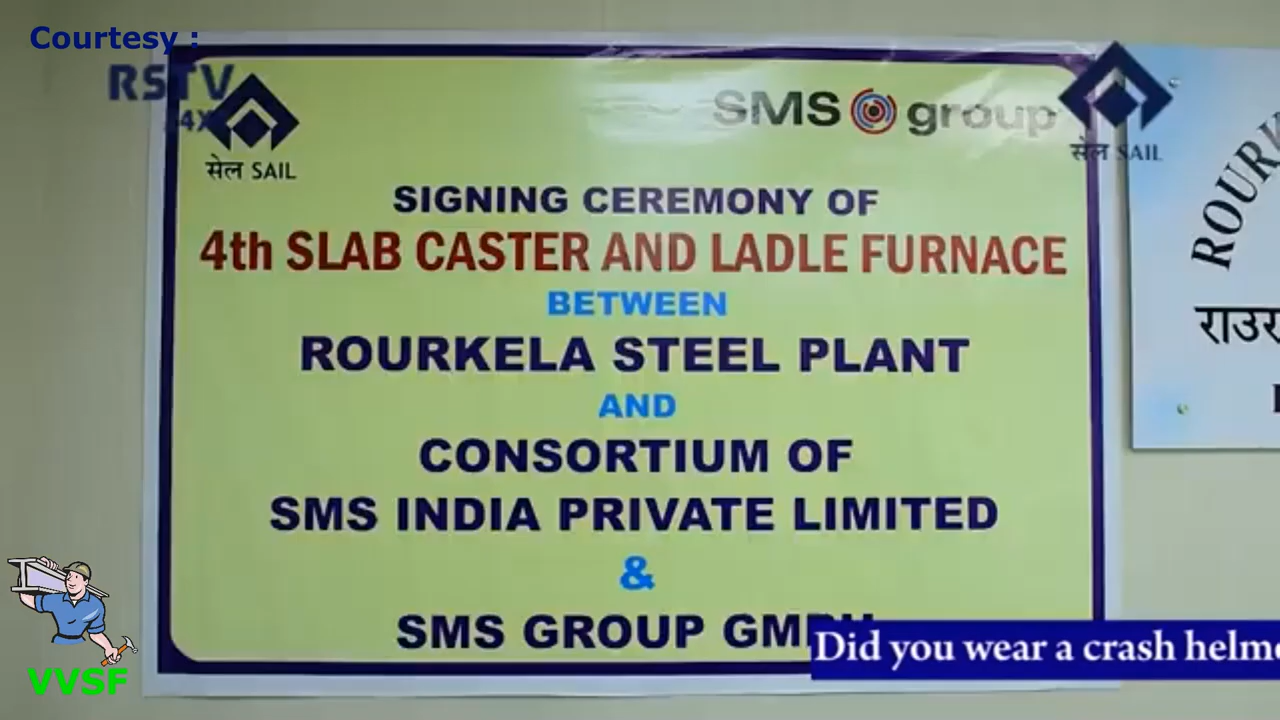 Courtesy :
RSTV
सेल SAIL
SMS group
सेल SAIL
SIGNING CEREMONY OF
4th SLAB CASTER AND LADLE FURNACE
BETWEEN
ROURKELA STEEL PLANT
AND
CONSORTIUM OF
SMS INDIA PRIVATE LIMITED
&
SMS GROUP
Did you wear a crash
VVSF